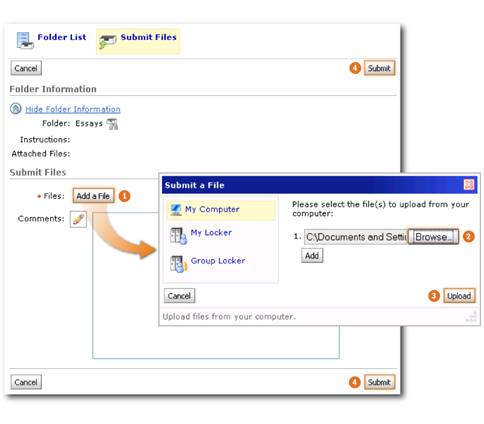 Folder List Submit Files
Cancel 4 Submit
Folder Information
Hide Folder Information
Folder: Essays
Instructions:
Attached Files:
Submit Files
Files: Add a File 1
Comments:
Submit a File
My Computer
My Locker
Group Locker
Please select the file(s) to upload from your
computer:
1. C:\Documents and Setti Browse... 2
Add
Cancel 3 Upload
Upload files from your computer.
Cancel 4 Submit